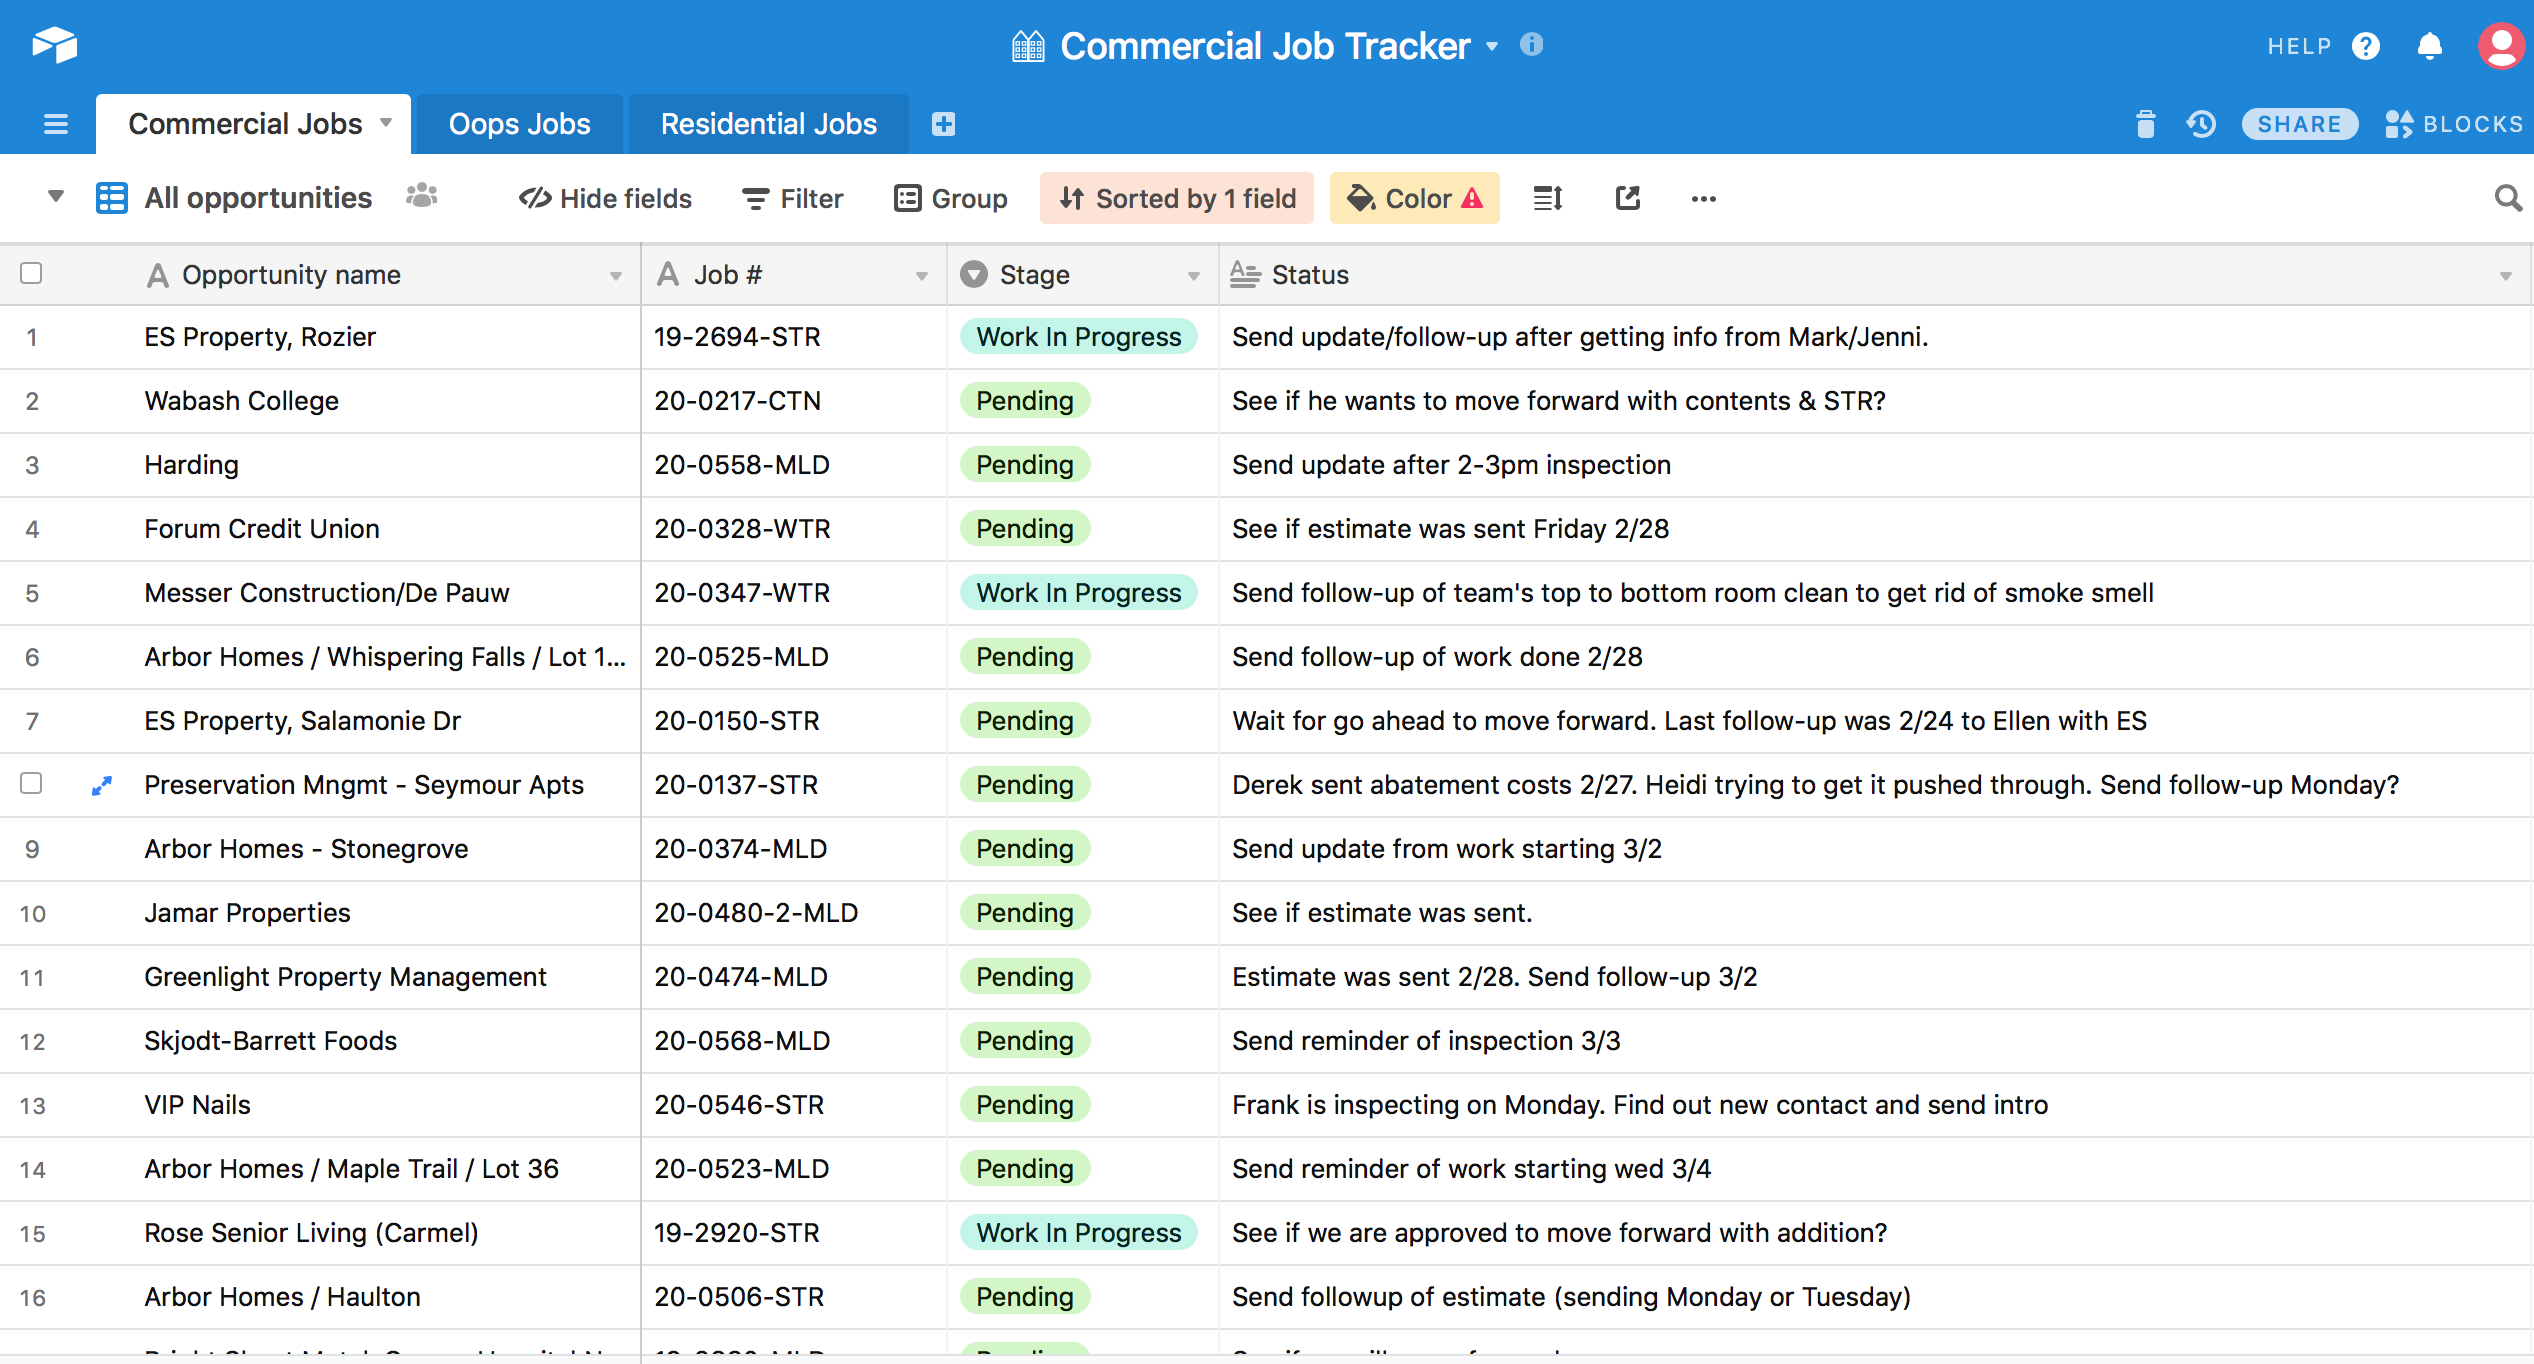 Commercial Job Tracker
HELP
Commercial Jobs Oops Jobs Residential Jobs SHARE BLOCKS
All opportunities Hide fields Filter Group Sorted by 1 field Color
Opportunity name Job # Stage Status
1 ES Property, Rozier 19-2694-STR Work In Progress Send update/follow-up after getting info from Mark/Jenni.
2 Wabash College 20-0217-CTN Pending See if he wants to move forward with contents & STR?
3 Harding 20-0558-MLD Pending Send update after 2-3pm inspection
4 Forum Credit Union 20-0328-WTR Pending See if estimate was sent Friday 2/28
5 Messer Construction/De Pauw 20-0347-WTR Work In Progress Send follow-up of team's top to bottom room clean to get rid of smoke smell
6 Arbor Homes / Whispering Falls / Lot 1... 20-0525-MLD Pending Send follow-up of work done 2/28
7 ES Property, Salamonie Dr 20-0150-STR Pending Wait for go ahead to move forward. Last follow-up was 2/24 to Ellen with ES
Preservation Mngmt - Seymour Apts 20-0137-STR Pending Derek sent abatement costs 2/27. Heidi trying to get it pushed through. Send follow-up Monday?
9 Arbor Homes - Stonegrove 20-0374-MLD Pending Send update from work starting 3/2
10 Jamar Properties 20-0480-2-MLD Pending See if estimate was sent.
11 Greenlight Property Management 20-0474-MLD Pending Estimate was sent 2/28. Send follow-up 3/2
12 Skjodt-Barrett Foods 20-0568-MLD Pending Send reminder of inspection 3/3
13 VIP Nails 20-0546-STR Pending Frank is inspecting on Monday. Find out new contact and send intro
14 Arbor Homes / Maple Trail / Lot 36 20-0523-MLD Pending Send reminder of work starting wed 3/4
15 Rose Senior Living (Carmel) 19-2920-STR Work In Progress See if we are approved to move forward with addition?
16 Arbor Homes / Haulton 20-0506-STR Pending Send followup of estimate (sending Monday or Tuesday)
Pending